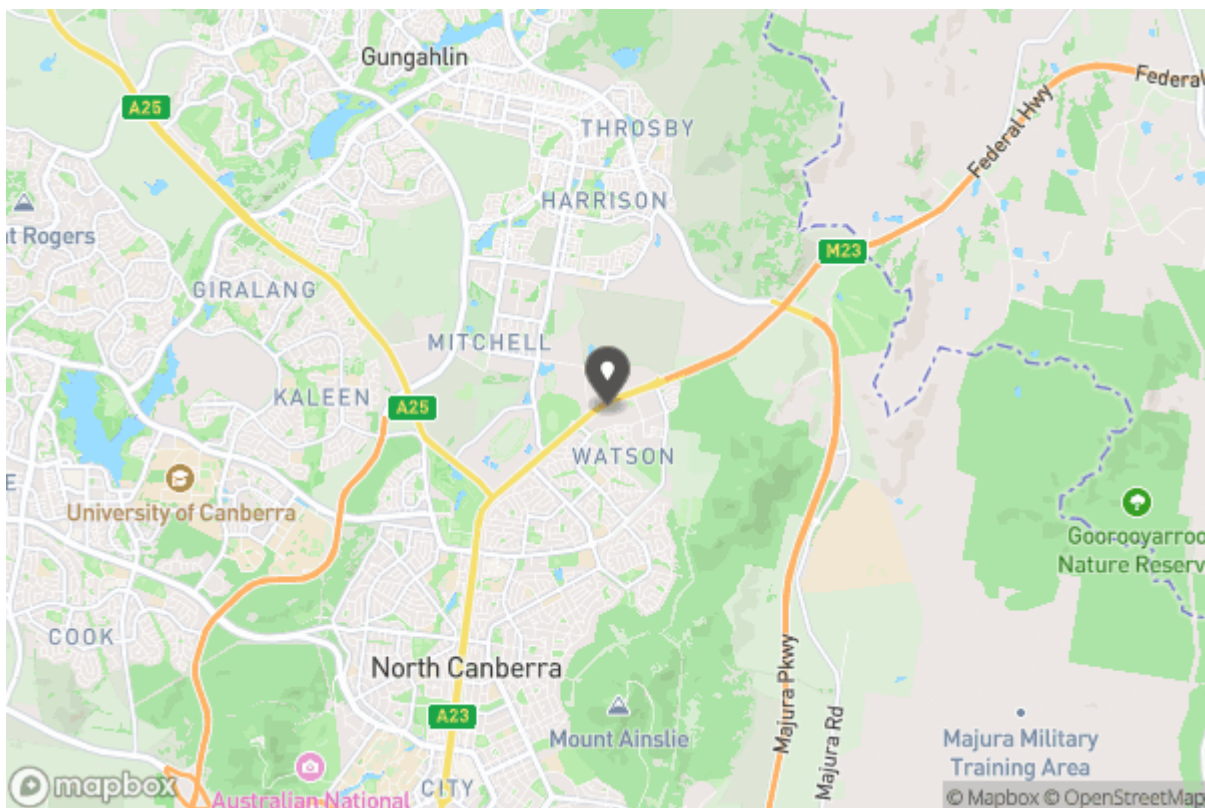 Gungahlin
Federal
A25
Federal Hwy
THROSBY
HARRISON
Rogers
M23
GIRALANG
MITCHELL
KALEEN
A25
WATSON
University of Canberra
Goorooyarroo
Nature Reserv
COOK
North Canberra
Majura Pkwy
Majura Rd
A23
Mount Ainslie
Majura Military
Training Area
CITY
mapbox
Australian National
© Mapbox © OpenStreetMap